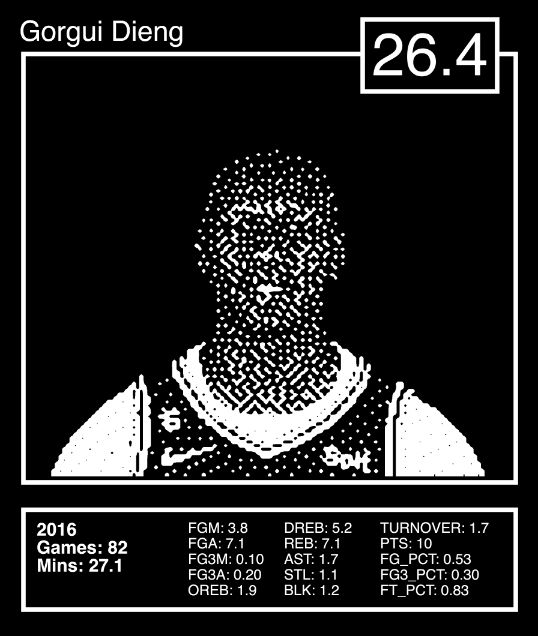 Gorgui Dieng
26.4
2016
Games: 82
Mins: 27.1
FGM: 3.8
FGA: 7.1
FG3M: 0.10
FG3A: 0.20
OREB: 1.9
DREB: 5.2
REB: 7.1
AST: 1.7
STL: 1.1
BLK: 1.2
TURNOVER: 1.7
PTS: 10
FG_PCT: 0.53
FG3_PCT: 0.30
FT_PCT: 0.83